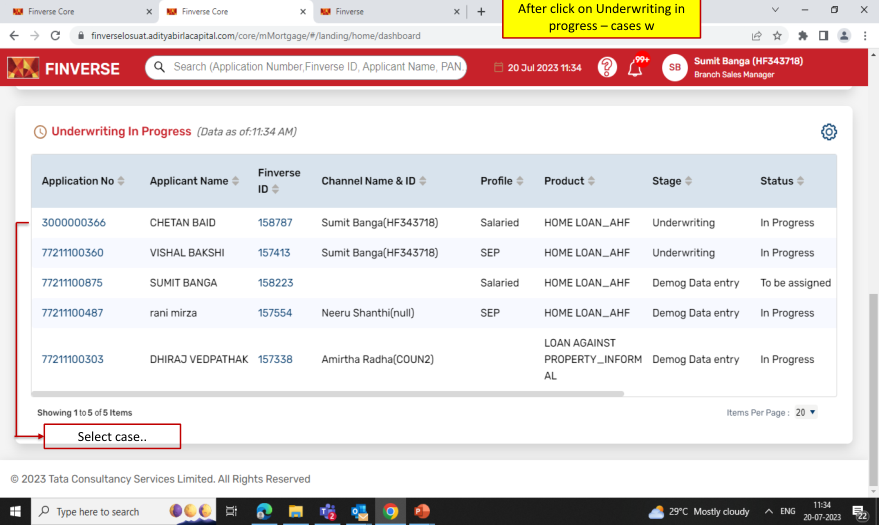 Finverse Core
Finverse Core
Finverse
After click on Underwriting in
progress – cases w
finverselosuat.adityabirlacapital.com/core/mMortgage/#/landing/home/dashboard
FINVERSE
Search (Application Number,Finverse ID, Applicant Name, PAN
20 Jul 2023 11:34
99+
SB
Sumit Banga (HF343718)
Branch Sales Manager
Underwriting In Progress (Data as of:11:34 AM)
Application No Applicant Name Finverse ID Channel Name & ID Profile Product Stage Status
3000000366 CHETAN BAID 158787 Sumit Banga(HF343718) Salaried HOME LOAN_AHF Underwriting In Progress
77211100360 VISHAL BAKSHI 157413 Sumit Banga(HF343718) SEP HOME LOAN_AHF Underwriting In Progress
77211100875 SUMIT BANGA 158223 Salaried HOME LOAN_AHF Demog Data entry To be assigned
77211100487 rani mirza 157554 Neeru Shanthi(null) SEP HOME LOAN_AHF Demog Data entry In Progress
77211100303 DHIRAJ VEDPATHAK 157338 Amirtha Radha(COUN2) LOAN AGAINST PROPERTY_INFORMAL Demog Data entry In Progress
Showing 1 to 5 of 5 Items
Items Per Page : 20
Select case..
© 2023 Tata Consultancy Services Limited. All Rights Reserved
Type here to search
29°C Mostly cloudy
ENG
11:34
20-07-2023
22